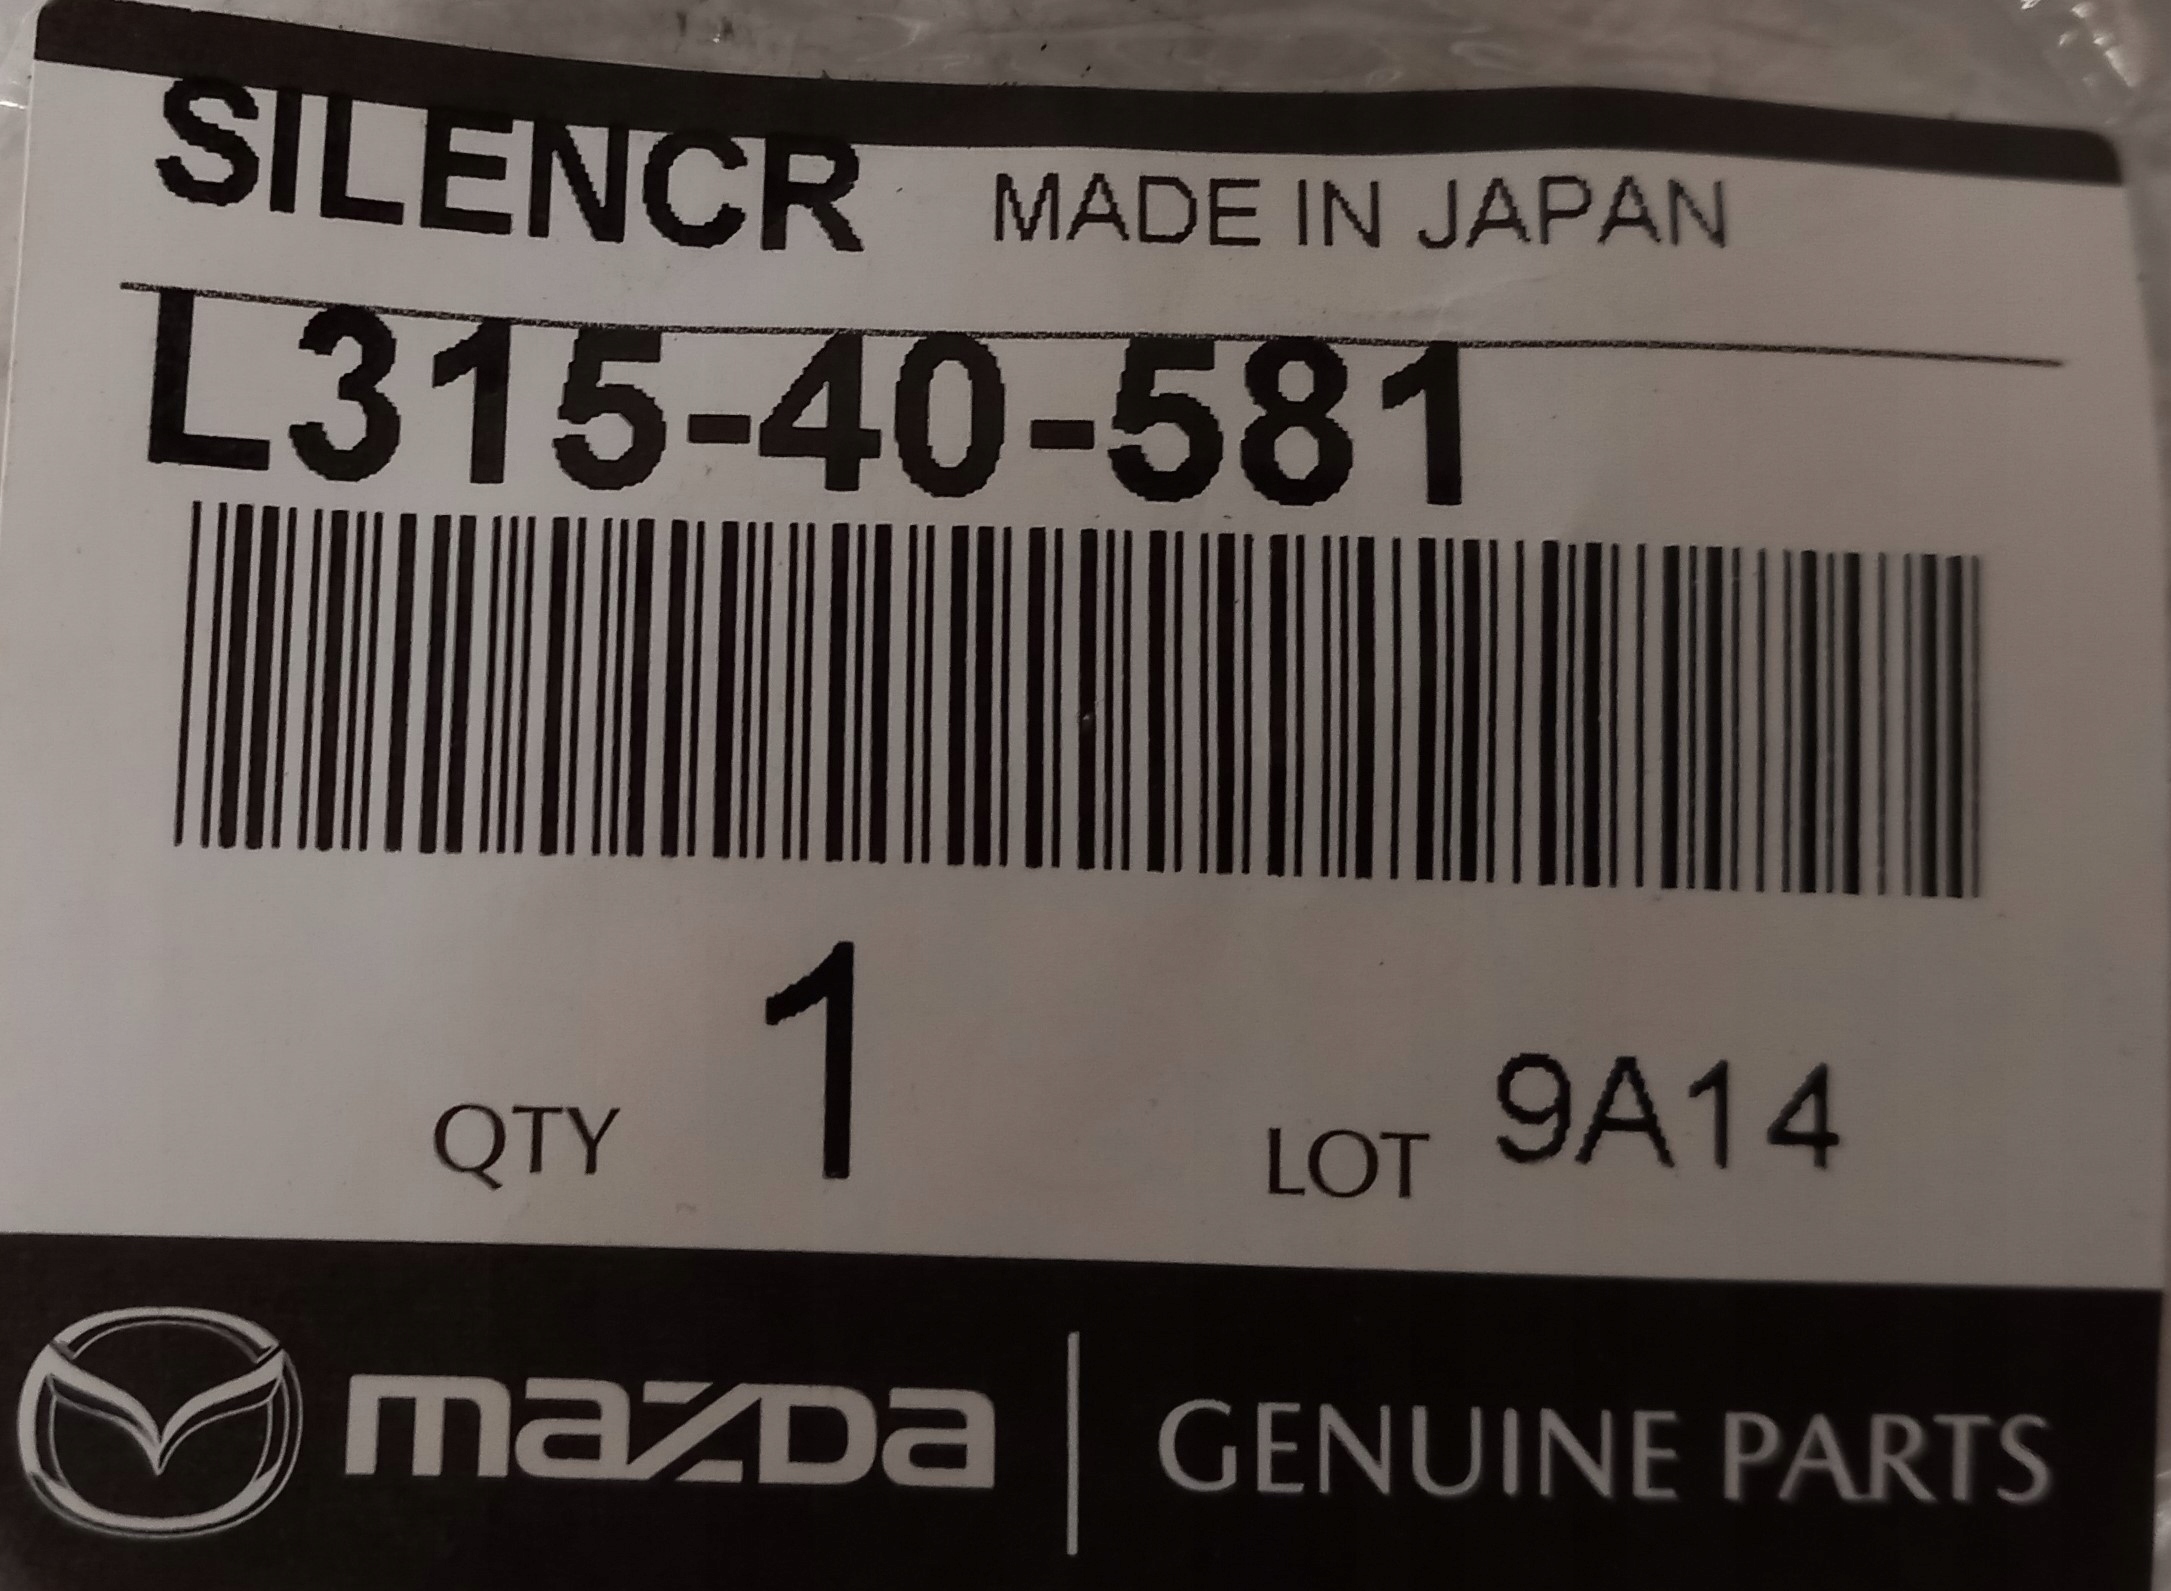 SILENCR MADE IN JAPAN
L315-40-581
QTY 1 LOT 9A14
mazda GENUINE PARTS